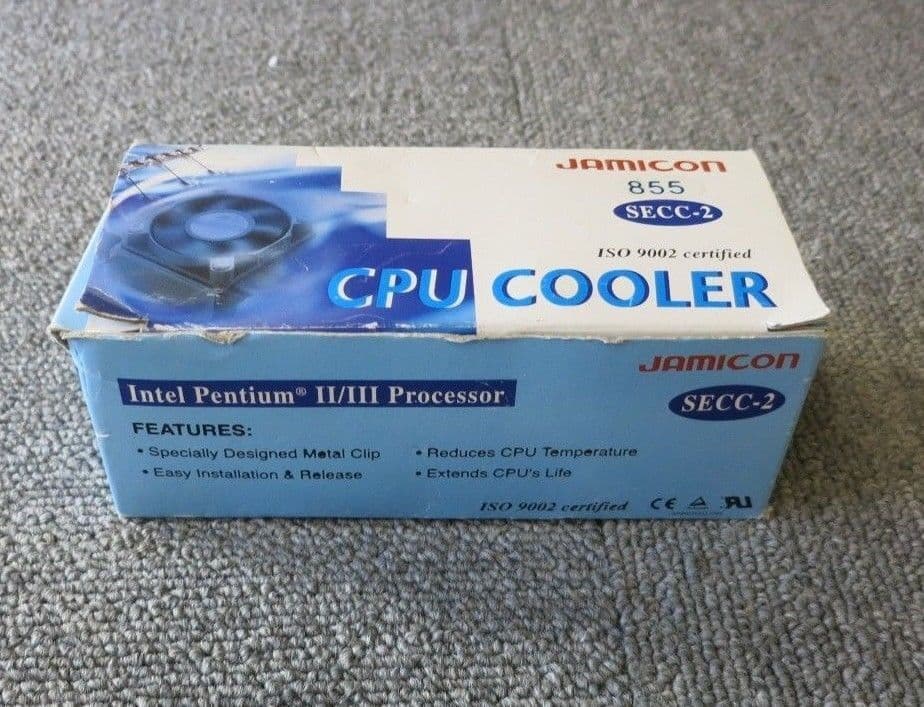 JAMICON
855
SECC-2
ISO 9002 certified
CPU COOLER
JAMICON
Intel Pentium® II/III Processor
SECC-2
FEATURES:
• Specially Designed Metal Clip
• Reduces CPU Temperature
• Easy Installation & Release
• Extends CPU's Life
ISO 9002 certified CE